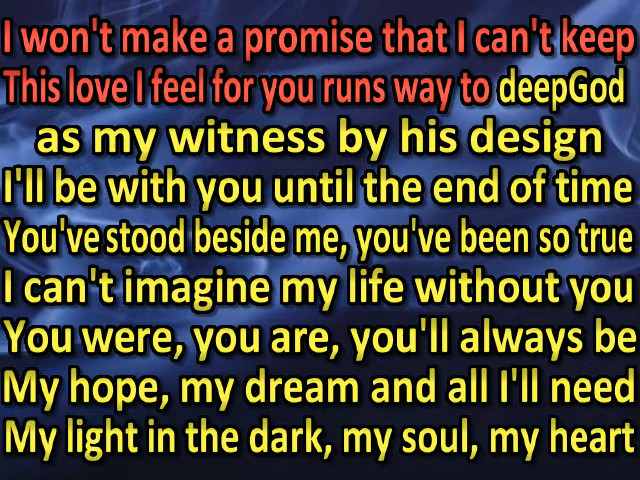 I won't make a promise that I can't keep
This love I feel for you runs way to deepGod
as my witness by his design
I'll be with you until the end of time
You've stood beside me, you've been so true
I can't imagine my life without you
You were, you are, you'll always be
My hope, my dream and all I'll need
My light in the dark, my soul, my heart